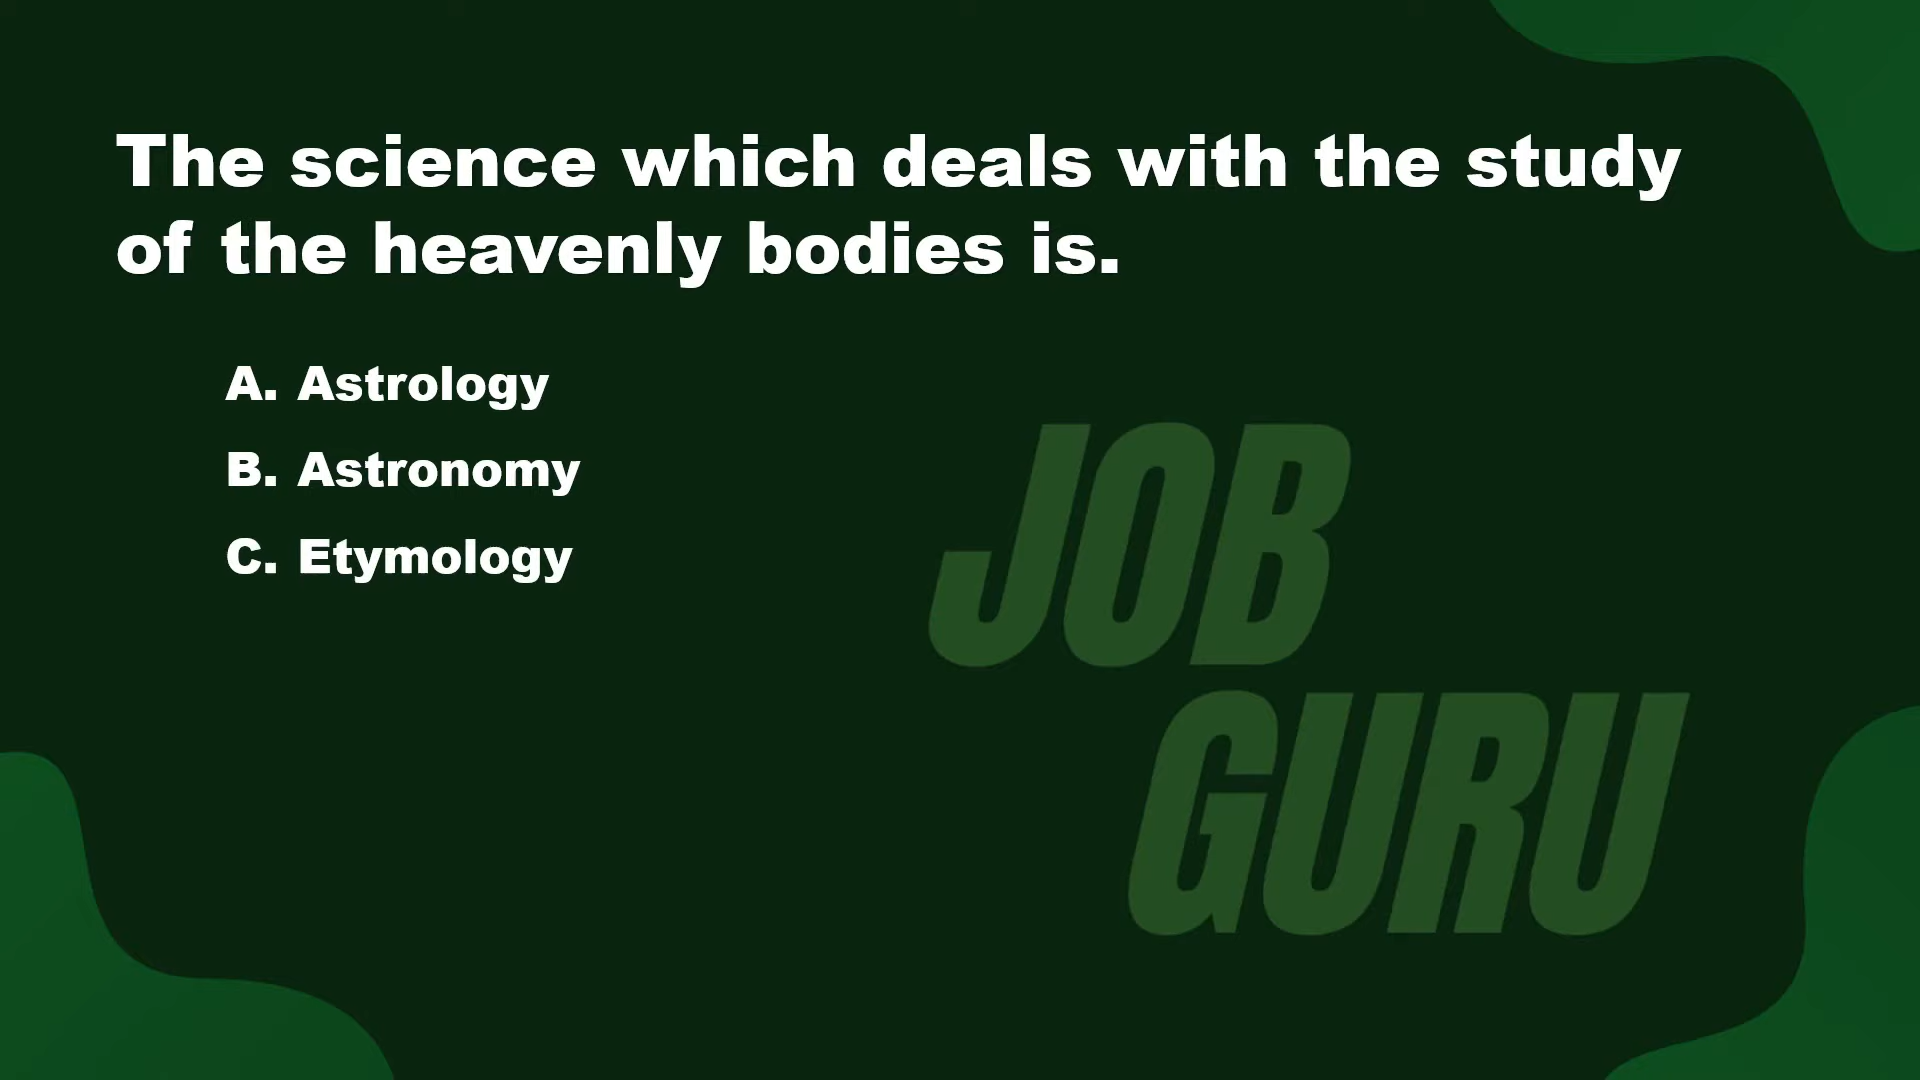 The science which deals with the study
of the heavenly bodies is.
A. Astrology
B. Astronomy
C. Etymology
JOB
GURU